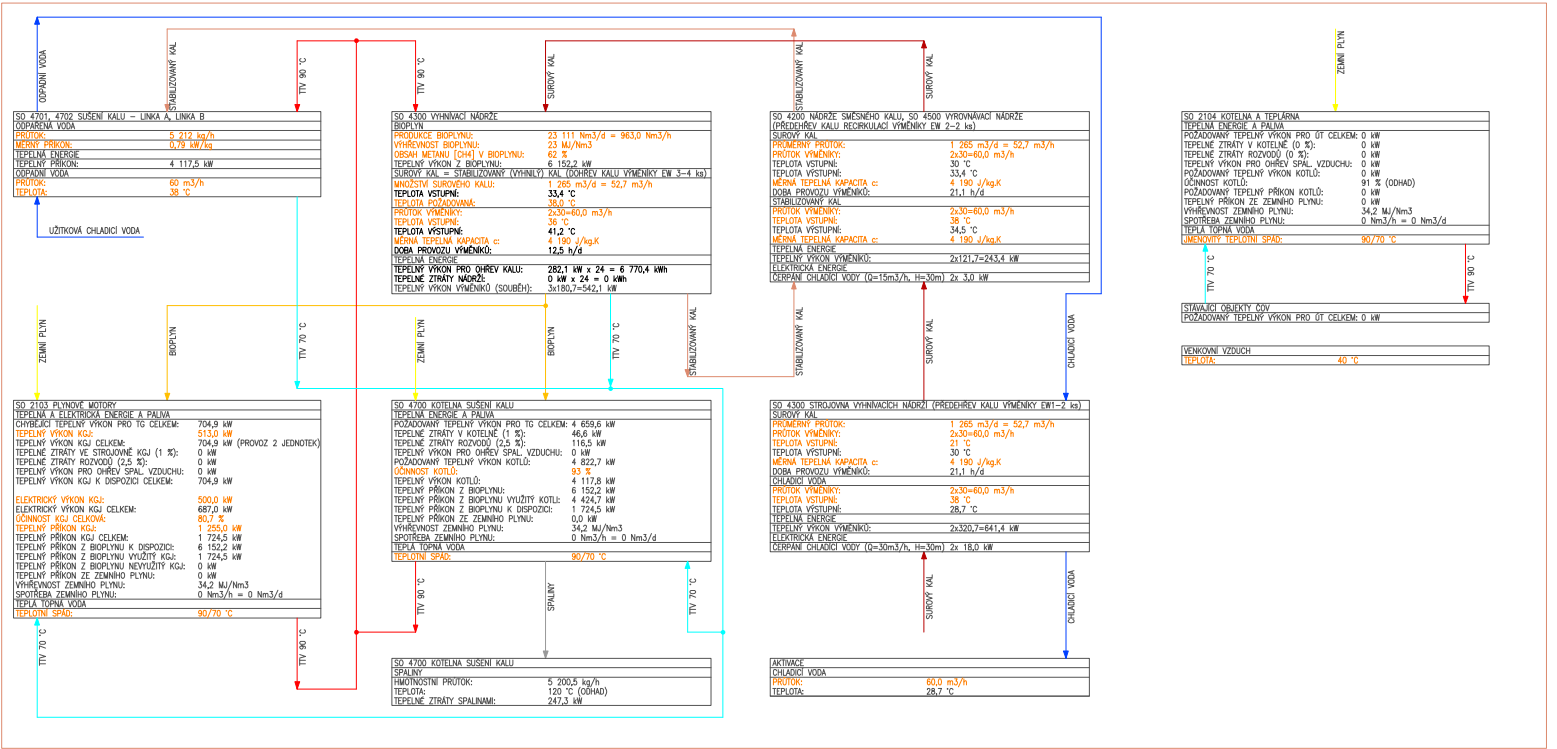 ODPADNÍ VODA
STABILIZOVANÝ KAL
TTV 90 °C
TTV 90 °C
SUROVÝ KAL
STABILIZOVANÝ KAL
SUROVÝ KAL
ZEMNÍ PLYN
SO 4701, 4702 SUŠENÍ KALU – LINKA A, LINKA B
ODPAŘENÁ VODA
PRŮTOK: 5 212 kg/h
MĚRNÝ PŘÍKON: 0,79 kW/kg
TEPELNÁ ENERGIE
TEPELNÝ PŘÍKON: 4 117,5 kW
ODPADNÍ VODA
PRŮTOK: 60 m3/h
TEPLOTA: 38 °C
UŽITKOVÁ CHLADICÍ VODA
SO 4300 VYHNÍVACÍ NÁDRŽE
BIOPLYN
PRODUKCE BIOPLYNU: 23 111 Nm3/d = 963,0 Nm3/h
VÝHŘEVNOST BIOPLYNU: 23 MJ/Nm3
OBSAH METANU [CH4] V BIOPLYNU: 62 %
TEPELNÝ VÝKON Z BIOPLYNU: 6 152,2 kW
SUROVÝ KAL = STABILIZOVANÝ (VYHNILÝ) KAL (DOHŘEV KALU VÝMĚNÍKY EW 3–4 ks)
MNOŽSTVÍ SUROVÉHO KALU: 1 265 m3/d = 52,7 m3/h
TEPLOTA VSTUPNÍ: 33,4 °C
TEPLOTA POŽADOVANÁ: 38,0 °C
PRŮTOK VÝMĚNÍKY: 2x30=60,0 m3/h
TEPLOTA VSTUPNÍ: 36 °C
TEPLOTA VÝSTUPNÍ: 41,2 °C
MĚRNÁ TEPELNÁ KAPACITA c: 4 190 J/kg.K
DOBA PROVOZU VÝMĚNÍKŮ: 12,5 h/d
TEPELNÁ ENERGIE
TEPELNÝ VÝKON PRO OHŘEV KALU: 282,1 kW x 24 = 6 770,4 kWh
TEPELNÉ ZTRÁTY NÁDRŽÍ: 0 kW x 24 = 0 kWh
TEPELNÝ VÝKON VÝMĚNÍKŮ (SOUBĚH): 3x180,7=542,1 kW
SO 4200 NÁDRŽE SMĚSNÉHO KALU, SO 4500 VYROVNÁVACÍ NÁDRŽE
(PŘEDEHŘEV KALU RECIRKULACÍ VÝMĚNÍKY EW 2–2 ks)
SUROVÝ KAL
PRŮMĚRNÝ PRŮTOK: 1 265 m3/d = 52,7 m3/h
PRŮTOK VÝMĚNÍKY: 2x30=60,0 m3/h
TEPLOTA VSTUPNÍ: 30 °C
TEPLOTA VÝSTUPNÍ: 33,4 °C
MĚRNÁ TEPELNÁ KAPACITA c: 4 190 J/kg.K
DOBA PROVOZU VÝMĚNÍKŮ: 21,1 h/d
STABILIZOVANÝ KAL
PRŮTOK VÝMĚNÍKY: 2x30=60,0 m3/h
TEPLOTA VSTUPNÍ: 38 °C
TEPLOTA VÝSTUPNÍ: 34,5 °C
MĚRNÁ TEPELNÁ KAPACITA c: 4 190 J/kg.K
TEPELNÁ ENERGIE
TEPELNÝ VÝKON VÝMĚNÍKŮ: 2x121,7=243,4 kW
ELEKTRICKÁ ENERGIE
ČERPÁNÍ CHLADICÍ VODY (Q=15m3/h, H=30m) 2x 3,0 kW
SO 2104 KOTELNA A TEPLÁRNA
TEPELNÁ ENERGIE A PALIVA
POŽADOVANÝ TEPELNÝ VÝKON PRO ÚT CELKEM: 0 kW
TEPELNÉ ZTRÁTY V KOTELNĚ (0 %): 0 kW
TEPELNÉ ZTRÁTY ROZVODŮ (0 %): 0 kW
TEPELNÝ VÝKON PRO OHŘEV SPAL. VZDUCHU: 0 kW
POŽADOVANÝ TEPELNÝ VÝKON KOTLŮ: 0 kW
ÚČINNOST KOTLŮ: 91 % (ODHAD)
POŽADOVANÝ TEPELNÝ PŘÍKON KOTLŮ: 0 kW
TEPELNÝ PŘÍKON ZE ZEMNÍHO PLYNU: 0 kW
VÝHŘEVNOST ZEMNÍHO PLYNU: 34,2 MJ/Nm3
SPOTŘEBA ZEMNÍHO PLYNU: 0 Nm3/h = 0 Nm3/d
TEPLÁ TOPNÁ VODA
JMENOVITÝ TEPLOTNÍ SPÁD: 90/70 °C
TTV 70 °C
TTV 90 °C
STÁVAJÍCÍ OBJEKTY ČOV
POŽADOVANÝ TEPELNÝ VÝKON PRO ÚT CELKEM: 0 kW
VENKOVNÍ VZDUCH
TEPLOTA: 40 °C
ZEMNÍ PLYN
BIOPLYN
TTV 70 °C
ZEMNÍ PLYN
BIOPLYN
TTV 70 °C
STABILIZOVANÝ KAL
STABILIZOVANÝ KAL
SUROVÝ KAL
CHLADICÍ VODA
SO 2103 PLYNOVÉ MOTORY
TEPELNÁ A ELEKTRICKÁ ENERGIE A PALIVA
CHYBĚJÍCÍ TEPELNÝ VÝKON PRO TG CELKEM: 704,9 kW
TEPELNÝ VÝKON KGJ: 513,0 kW
TEPELNÝ VÝKON KGJ CELKEM: 704,9 kW (PROVOZ 2 JEDNOTEK)
TEPELNÉ ZTRÁTY VE STROJOVNĚ KGJ (1 %): 0 kW
TEPELNÉ ZTRÁTY ROZVODŮ (2,5 %): 0 kW
TEPELNÝ VÝKON PRO OHŘEV SPAL. VZDUCHU: 0 kW
TEPELNÝ VÝKON KGJ K DISPOZICI CELKEM: 704,9 kW
ELEKTRICKÝ VÝKON KGJ: 500,0 kW
ELEKTRICKÝ VÝKON KGJ CELKEM: 687,0 kW
ÚČINNOST KGJ CELKOVÁ: 80,7 %
TEPELNÝ PŘÍKON KGJ: 1 255,0 kW
TEPELNÝ PŘÍKON KGJ CELKEM: 1 724,5 kW
TEPELNÝ PŘÍKON Z BIOPLYNU K DISPOZICI: 6 152,2 kW
TEPELNÝ PŘÍKON Z BIOPLYNU VYUŽITÝ KGJ: 1 724,5 kW
TEPELNÝ PŘÍKON Z BIOPLYNU NEVYUŽITÝ KGJ: 0 kW
TEPELNÝ PŘÍKON ZE ZEMNÍHO PLYNU: 0 kW
VÝHŘEVNOST ZEMNÍHO PLYNU: 34,2 MJ/Nm3
SPOTŘEBA ZEMNÍHO PLYNU: 0 Nm3/h = 0 Nm3/d
TEPLÁ TOPNÁ VODA
TEPLOTNÍ SPÁD: 90/70 °C
SO 4700 KOTELNA SUŠENÍ KALU
TEPELNÁ ENERGIE A PALIVA
POŽADOVANÝ TEPELNÝ VÝKON PRO TG CELKEM: 4 659,6 kW
TEPELNÉ ZTRÁTY V KOTELNĚ (1 %): 46,6 kW
TEPELNÉ ZTRÁTY ROZVODŮ (2,5 %): 116,5 kW
TEPELNÝ VÝKON PRO OHŘEV SPAL. VZDUCHU: 0 kW
POŽADOVANÝ TEPELNÝ VÝKON KOTLŮ: 4 822,7 kW
ÚČINNOST KOTLŮ: 93 %
TEPELNÝ VÝKON KOTLŮ: 4 117,8 kW
TEPELNÝ PŘÍKON Z BIOPLYNU: 6 152,2 kW
TEPELNÝ PŘÍKON Z BIOPLYNU VYUŽITÝ KOTLI: 4 424,7 kW
TEPELNÝ PŘÍKON Z BIOPLYNU K DISPOZICI: 1 724,5 kW
TEPELNÝ PŘÍKON ZE ZEMNÍHO PLYNU: 0,0 kW
VÝHŘEVNOST ZEMNÍHO PLYNU: 34,2 MJ/Nm3
SPOTŘEBA ZEMNÍHO PLYNU: 0 Nm3/h = 0 Nm3/d
TEPLÁ TOPNÁ VODA
TEPLOTNÍ SPÁD: 90/70 °C
SO 4300 STROJOVNA VYHNÍVACÍCH NÁDRŽÍ (PŘEDEHŘEV KALU VÝMĚNÍKY EW1–2 ks)
SUROVÝ KAL
PRŮMĚRNÝ PRŮTOK: 1 265 m3/d = 52,7 m3/h
PRŮTOK VÝMĚNÍKY: 2x30=60,0 m3/h
TEPLOTA VSTUPNÍ: 21 °C
TEPLOTA VÝSTUPNÍ: 30 °C
MĚRNÁ TEPELNÁ KAPACITA c: 4 190 J/kg.K
DOBA PROVOZU VÝMĚNÍKŮ: 21,1 h/d
CHLADICÍ VODA
PRŮTOK VÝMĚNÍKY: 2x30=60,0 m3/h
TEPLOTA VSTUPNÍ: 38 °C
TEPLOTA VÝSTUPNÍ: 28,7 °C
TEPELNÁ ENERGIE
TEPELNÝ VÝKON VÝMĚNÍKŮ: 2x320,7=641,4 kW
ELEKTRICKÁ ENERGIE
ČERPÁNÍ CHLADICÍ VODY (Q=30m3/h, H=30m) 2x 18,0 kW
TTV 70 °C
TTV 90 °C
TTV 90 °C
SPALINY
TTV 70 °C
SUROVÝ KAL
CHLADICÍ VODA
SO 4700 KOTELNA SUŠENÍ KALU
SPALINY
HMOTNOSTNÍ PRŮTOK: 5 200,5 kg/h
TEPLOTA: 120 °C (ODHAD)
TEPELNÉ ZTRÁTY SPALINAMI: 247,3 kW
AKTIVACE
CHLADICÍ VODA
PRŮTOK: 60,0 m3/h
TEPLOTA: 28,7 °C